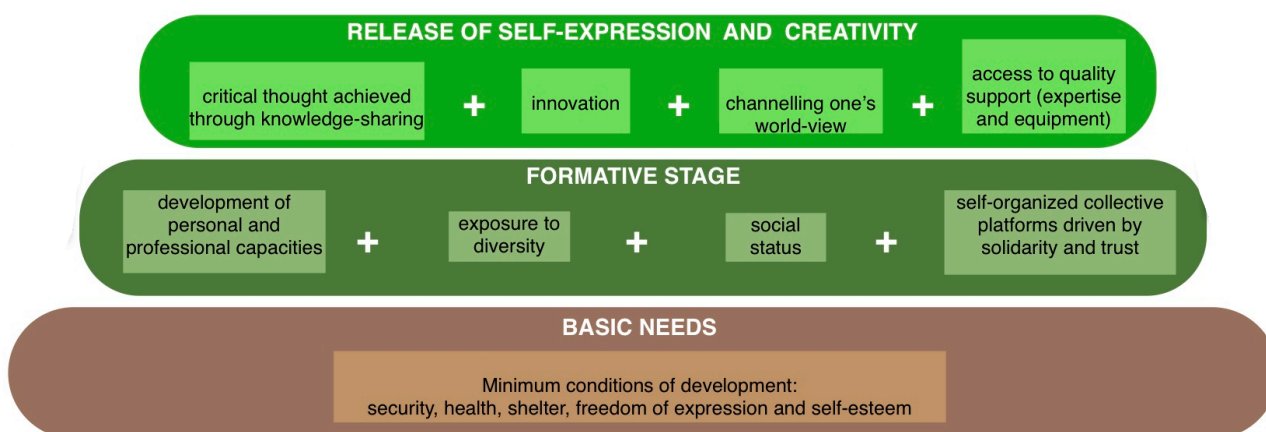 RELEASE OF SELF-EXPRESSION AND CREATIVITY
critical thought achieved
through knowledge-sharing
+
innovation
+
channelling one's
world-view
+
access to quality
support (expertise
and equipment)
FORMATIVE STAGE
development of
personal and
professional capacities
+
exposure to
diversity
+
social
status
+
self-organized collective
platforms driven by
solidarity and trust
BASIC NEEDS
Minimum conditions of development:
security, health, shelter, freedom of expression and self-esteem